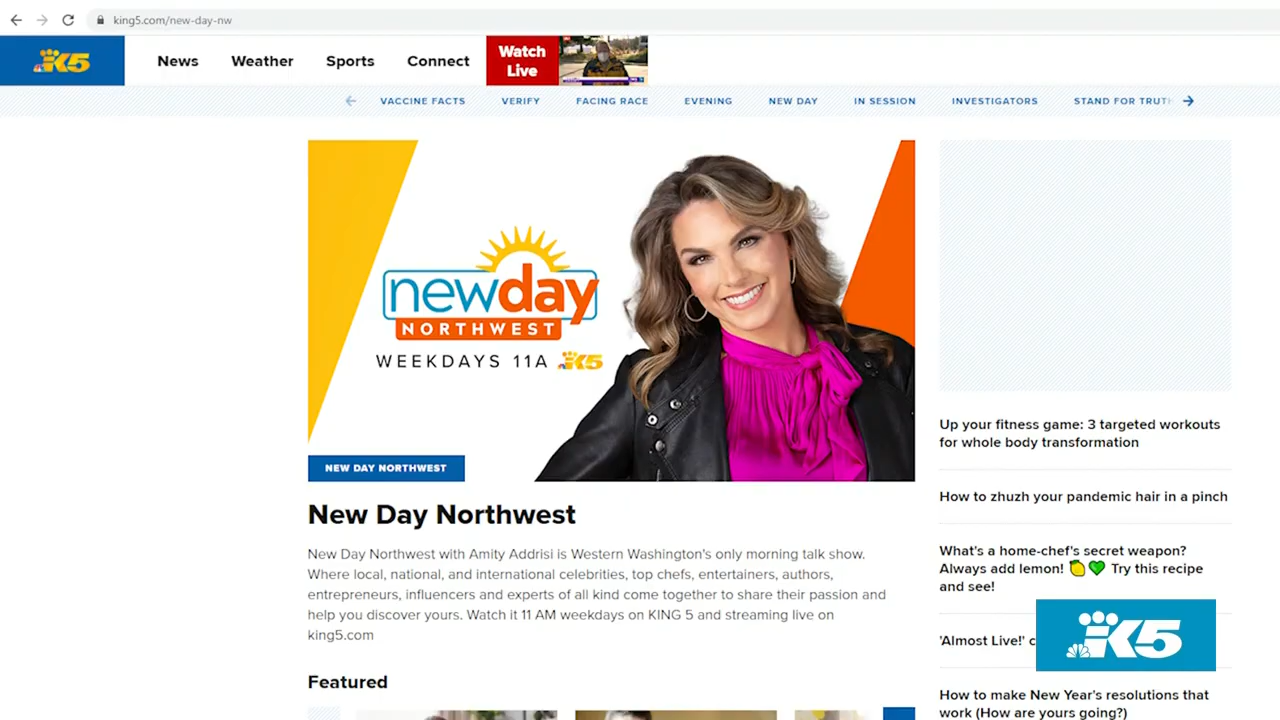 king5.com/new-day-nw
K5
News
Weather
Sports
Connect
Watch
Live
VACCINE FACTS
VERIFY
FACING RACE
EVENING
NEW DAY
IN SESSION
INVESTIGATORS
STAND FOR TRUTH
newday
NORTHWEST
WEEKDAYS 11A K5
NEW DAY NORTHWEST
New Day Northwest
New Day Northwest with Amity Addrisi is Western Washington's only morning talk show.
Where local, national, and international celebrities, top chefs, entertainers, authors,
entrepreneurs, influencers and experts of all kind come together to share their passion and
help you discover yours. Watch it 11 AM weekdays on KING 5 and streaming live on
king5.com
Featured
Up your fitness game: 3 targeted workouts
for whole body transformation
How to zhuzh your pandemic hair in a pinch
What's a home-chef's secret weapon?
Always add lemon! 🍋💚 Try this recipe
and see!
'Almost Live!' c
K5
How to make New Year's resolutions that
work (How are yours going?)